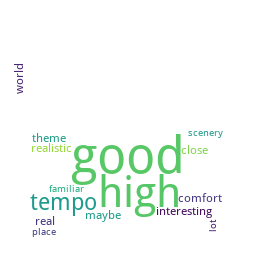 world
scenery
theme
good
realistic
close
familiar
high
tempo
comfort
maybe
interesting
real
lot
place